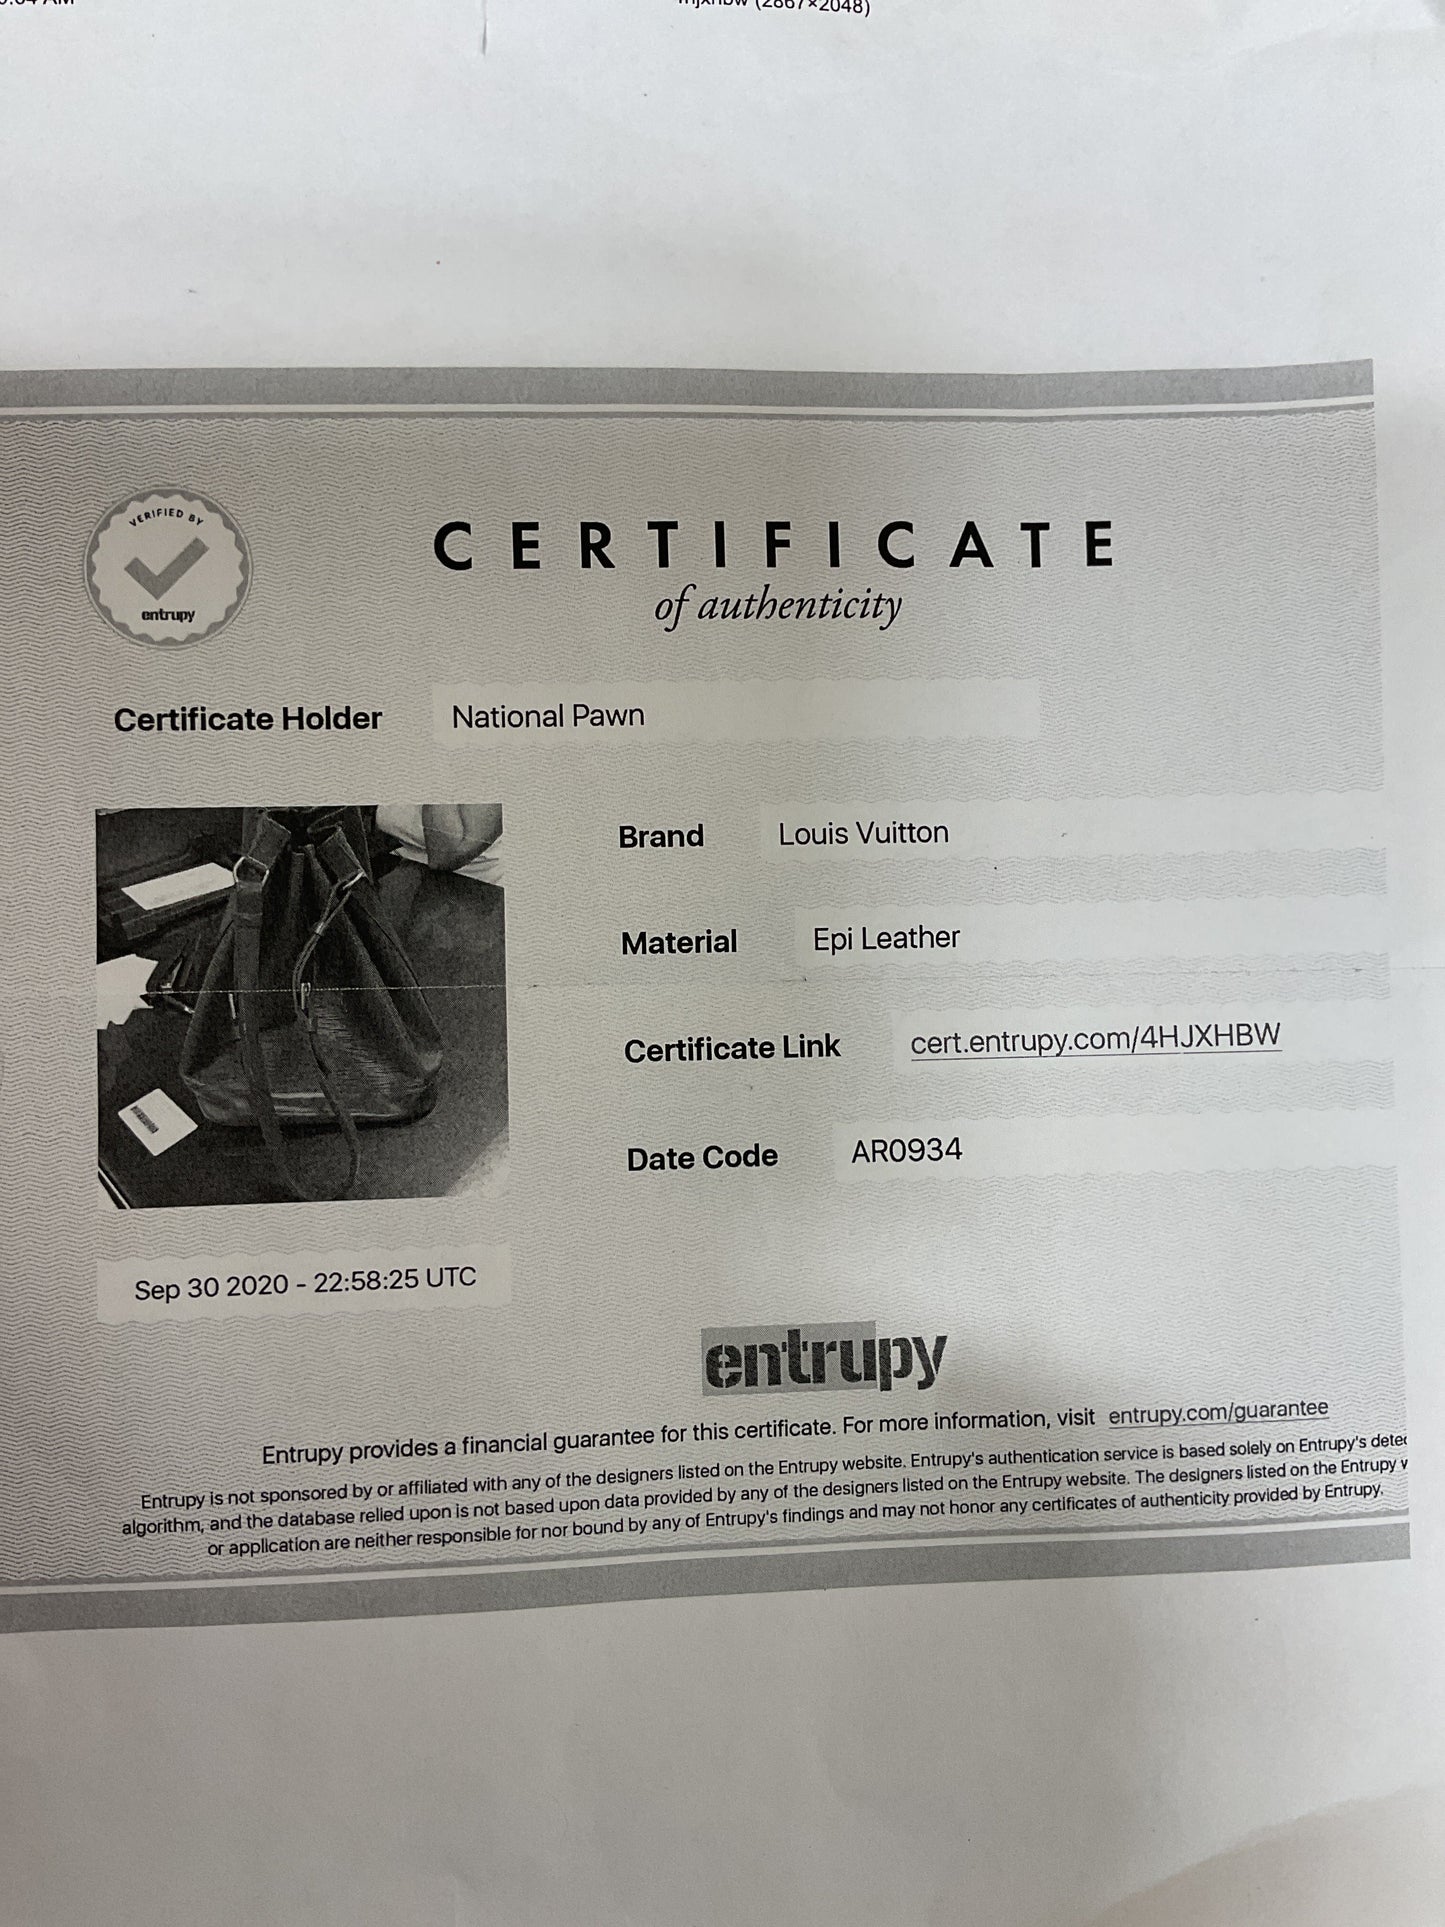 (2867×2048)
VERIFIED BY
entrupy
CERTIFICATE
of authenticity
Certificate Holder National Pawn
Brand Louis Vuitton
Material Epi Leather
Certificate Link cert.entrupy.com/4HJXHBW
Date Code AR0934
Sep 30 2020 - 22:58:25 UTC
entrupy
Entrupy provides a financial guarantee for this certificate. For more information, visit entrupy.com/guarantee
Entrupy is not sponsored by or affiliated with any of the designers listed on the Entrupy website. Entrupy's authentication service is based solely on Entrupy's
algorithm, and the database relied upon is not based upon data provided by any of the designers listed on the Entrupy website. The designers listed on the Entrupy
or application are neither responsible for nor bound by any of Entrupy's findings and may not honor any certificates of authenticity provided by Entrupy.